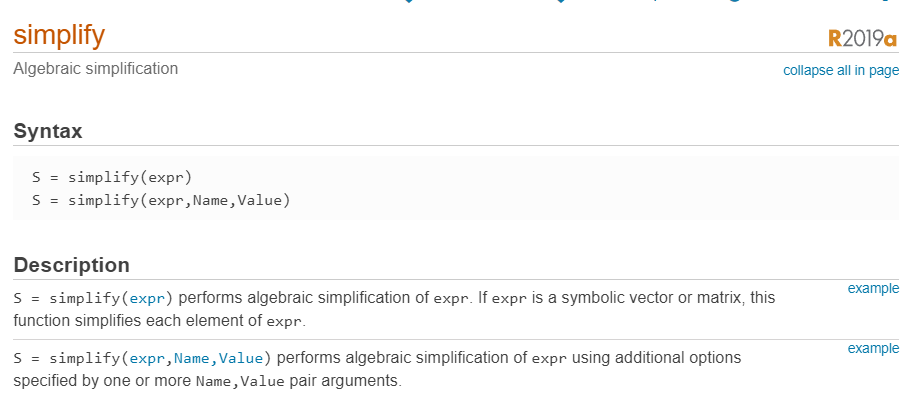 simplify
R2019a
Algebraic simplification
collapse all in page
Syntax
S = simplify(expr)
S = simplify(expr,Name,Value)
Description
S = simplify(expr) performs algebraic simplification of expr. If expr is a symbolic vector or matrix, this
example
function simplifies each element of expr.
S = simplify(expr,Name,Value) performs algebraic simplification of expr using additional options
example
specified by one or more Name,Value pair arguments.